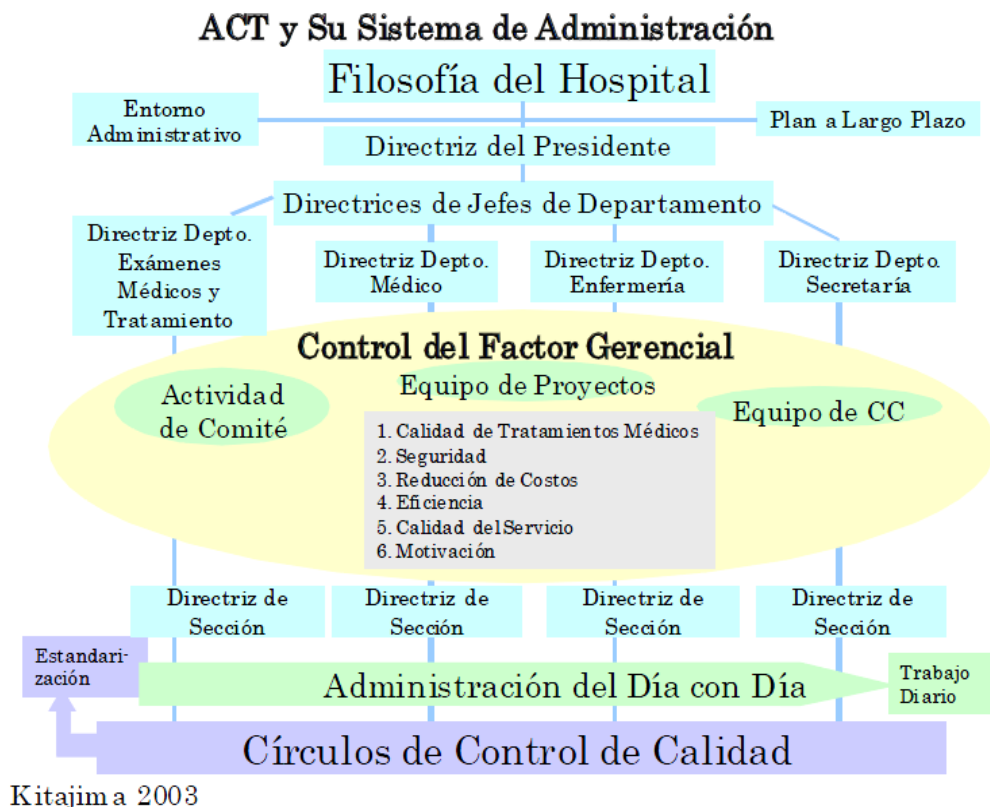 ACT y Su Sistema de Administración
Filosofía del Hospital
Entorno
Administrativo
Plan a Largo Plazo
Directriz del Presidente
Directrices de Jefes de Departamento
Directriz Depto.
Exámenes
Médicos y
Tratamiento
Directriz Depto.
Médico
Directriz Depto.
Enfermería
Directriz Depto.
Secretaría
Control del Factor Gerencial
Actividad
de Comité
Equipo de Proyectos
Equipo de CC
1. Calidad de Tratamientos Médicos
2. Seguridad
3. Reducción de Costos
4. Eficiencia
5. Calidad del Servicio
6. Motivación
Directriz de
Sección
Directriz de
Sección
Directriz de
Sección
Directriz de
Sección
Estandari-
zación
Administración del Día con Día
Trabajo
Diario
Círculos de Control de Calidad
Kitajima 2003